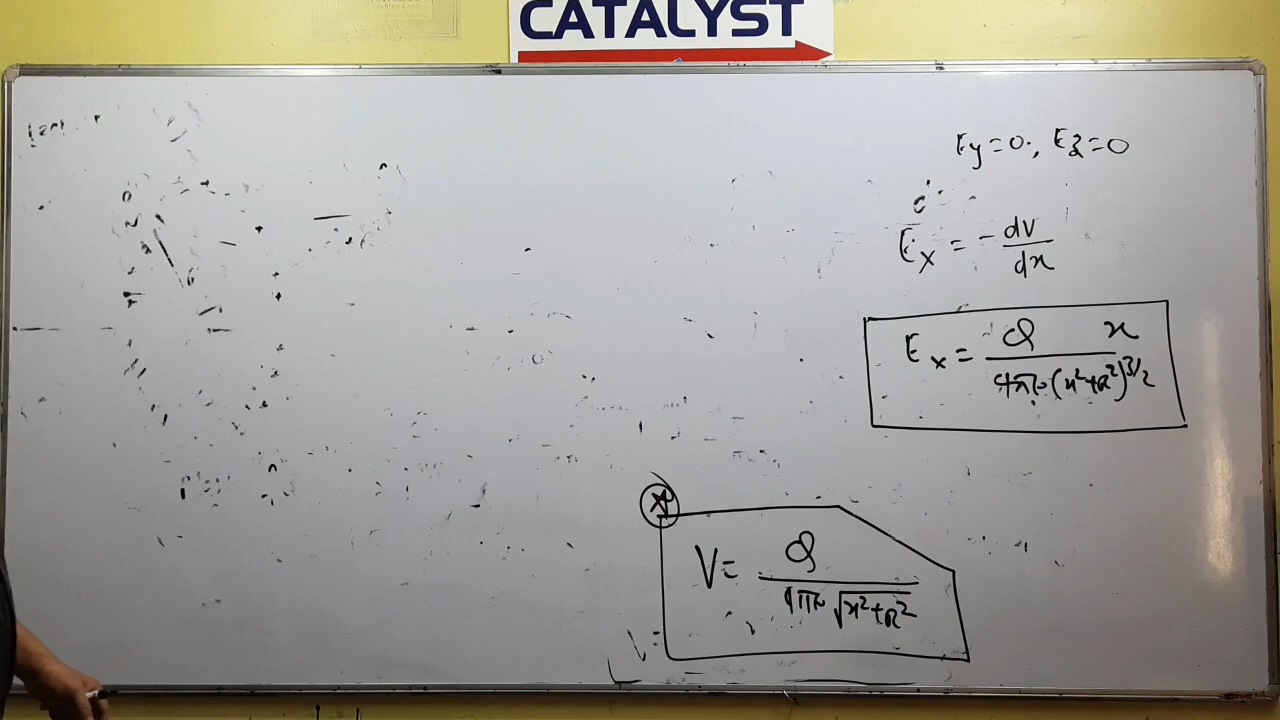 CATALYST
Ey=0., Ez=0
Ex = - dV/dx
Ex = Q x / 4πε₀(x²+R²)^3/2
V= Q / 4πε₀ √x²+R²
V=